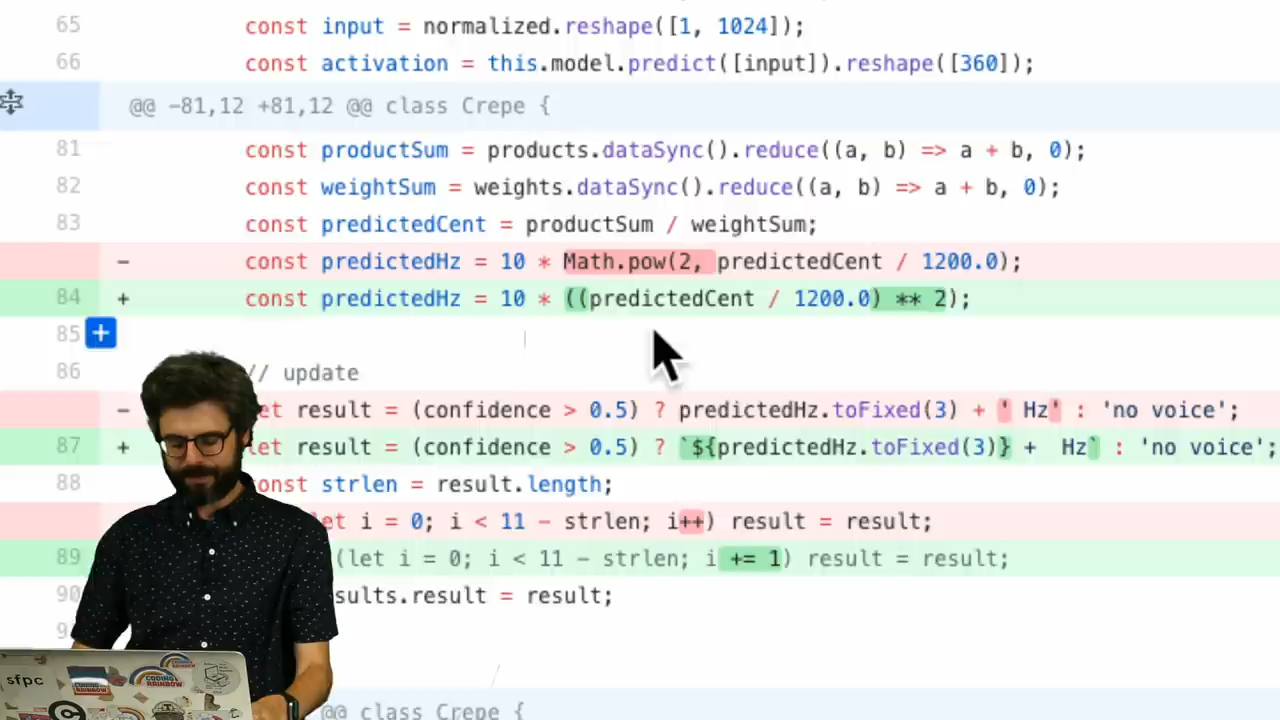 65 const input = normalized.reshape([1, 1024]);
66 const activation = this.model.predict([input]).reshape([360]);
@@ -81,12 +81,12 @@ class Crepe {
81 const productSum = products.dataSync().reduce((a, b) => a + b, 0);
82 const weightSum = weights.dataSync().reduce((a, b) => a + b, 0);
83 const predictedCent = productSum / weightSum;
- const predictedHz = 10 * Math.pow(2, predictedCent / 1200.0);
84 + const predictedHz = 10 * ((predictedCent / 1200.0) ** 2);
85 +
86 // update
- let result = (confidence > 0.5) ? predictedHz.toFixed(3) + ' Hz' : 'no voice';
87 + let result = (confidence > 0.5) ? `${predictedHz.toFixed(3)} +  Hz` : 'no voice';
88 const strlen = result.length;
let i = 0; i < 11 - strlen; i++) result = result;
89 (let i = 0; i < 11 - strlen; i += 1) result = result;
90 sults.result = result;
@@ class Crepe {
sfpc
CODING RAINBOW
CODING RAINBOW